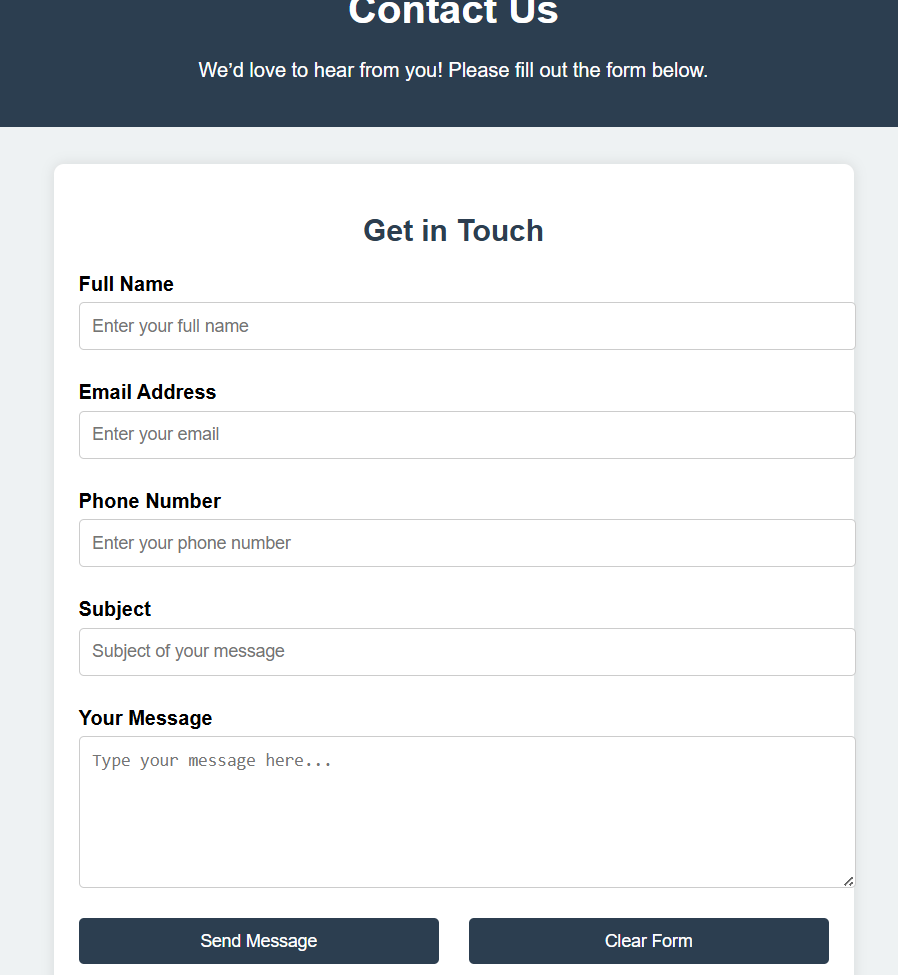 Contact Us
We’d love to hear from you! Please fill out the form below.
Get in Touch
Full Name
Enter your full name
Email Address
Enter your email
Phone Number
Enter your phone number
Subject
Subject of your message
Your Message
Type your message here...
Send Message
Clear Form